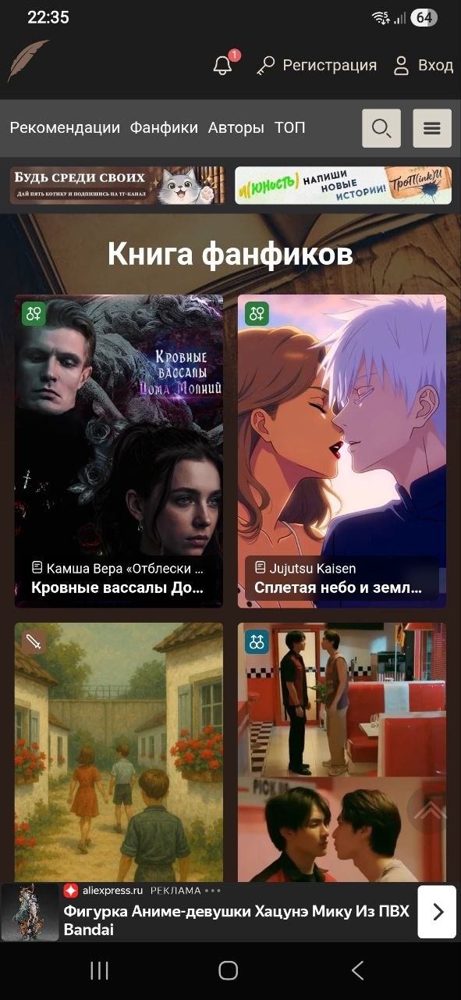 22:35
64
1
Регистрация
Вход
Рекомендации Фанфики Авторы ТОП
БУДЬ СРЕДИ СВОИХ
ДАЙ ПЯТЬ КОТИКУ И ПОДПИШИСЬ НА ТГ-КАНАЛ
И(ЮНОСТЬ)
НАПИШИ
НОВЫЕ
ИСТОРИИ!
ТроП(ink)И
Книга фанфиков
КРОВНЫЕ
ВАССАЛЫ
ДОМА МОЛНИЙ
Камша Вера «Отблески ...
Кровные вассалы До...
Jujutsu Kaisen
Сплетая небо и земл...
PICK UP
aliexpress.ru РЕКЛАМА
Фигурка Аниме-девушки Хацунэ Мику Из ПВХ
Bandai